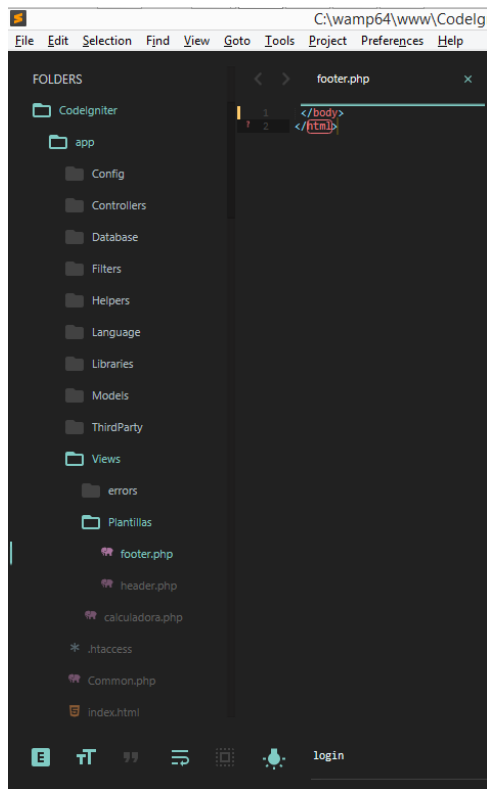 C:\wamp64\www\CodeIg
File Edit Selection Find View Goto Tools Project Preferences Help
FOLDERS
footer.php ×
CodeIgniter
app
Config
Controllers
Database
Filters
Helpers
Language
Libraries
Models
ThirdParty
Views
errors
Plantillas
footer.php
header.php
calculadora.php
.htaccess
Common.php
index.html
1 </body>
2 </html>
login